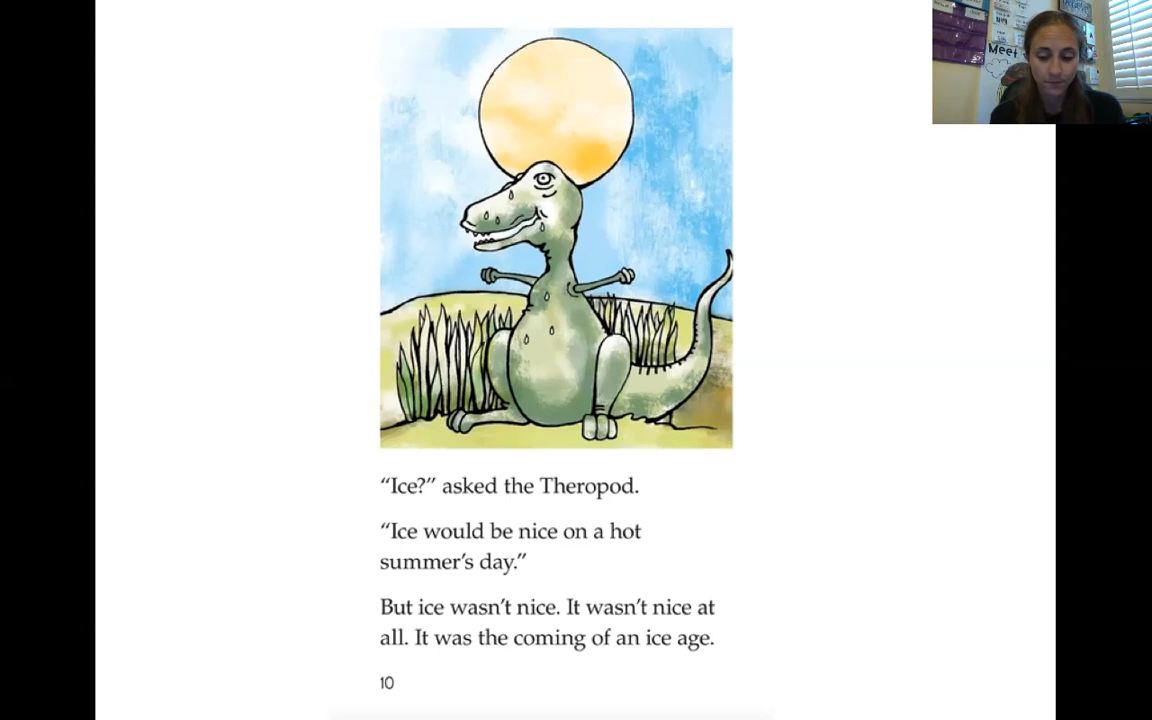 Meet
"Ice?" asked the Theropod.
"Ice would be nice on a hot
summer's day."
But ice wasn't nice. It wasn't nice at
all. It was the coming of an ice age.
10